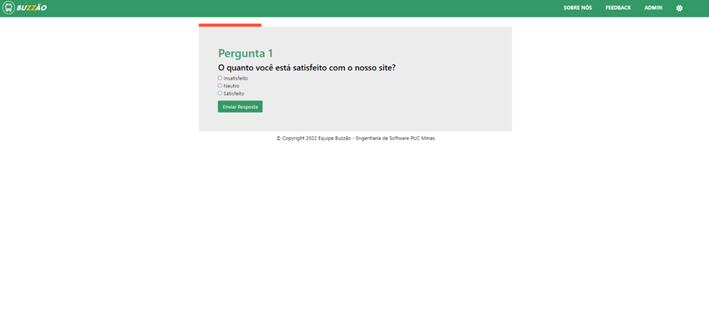 BUZZÃO
SOBRE NÓS
FEEDBACK
ADMIN
Pergunta 1
O quanto você está satisfeito com o nosso site?
Insatisfeito
Neutro
Satisfeito
Enviar Resposta
© Copyright 2022 Equipe Buzzão - Engenharia de Software PUC Minas